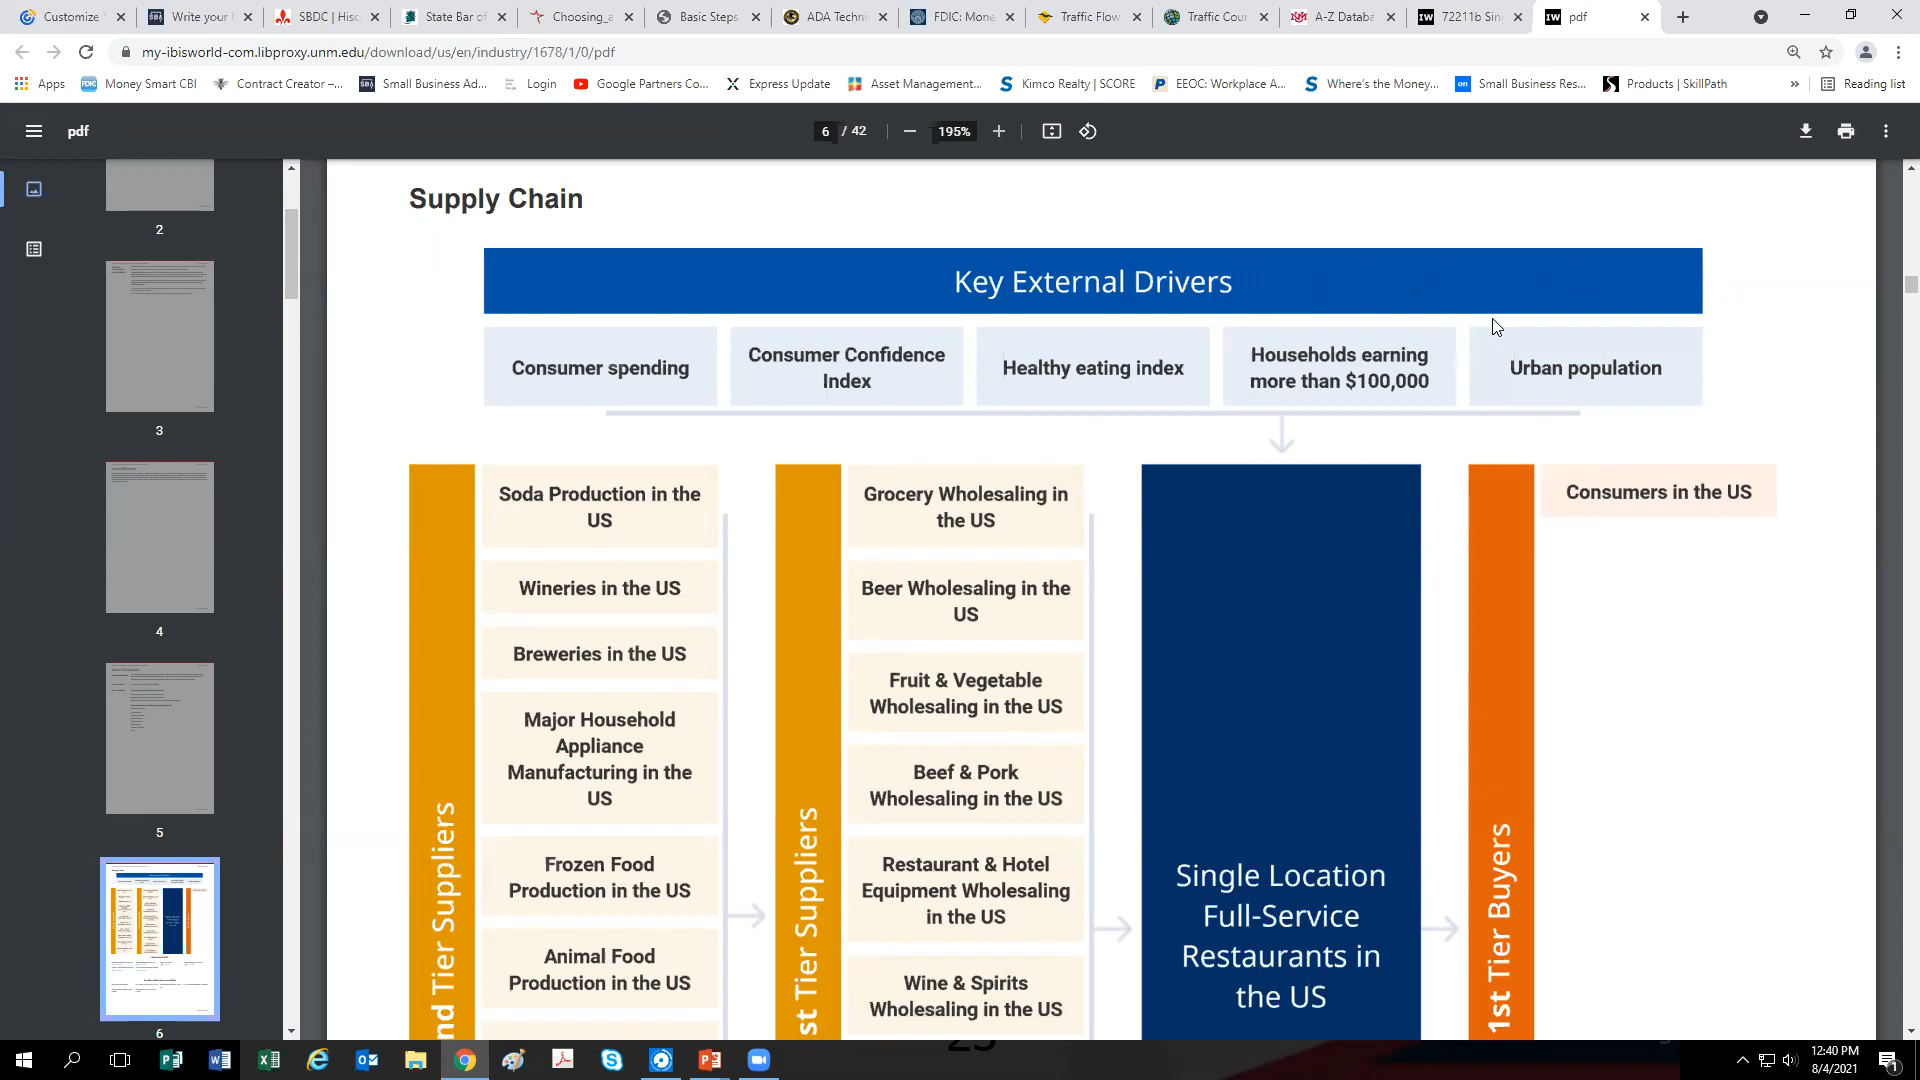 Customize
Write your
SBDC | Hisc
State Bar of
Choosing_a
Basic Steps
ADA Techni
FDIC: Mone
Traffic Flow
Traffic Cour
A-Z Databa
72211b Sin
pdf
my-ibisworld-com.libproxy.unm.edu/download/us/en/industry/1678/1/0/pdf
Apps
Money Smart CBI
Contract Creator –...
Small Business Ad...
Login
Google Partners Co...
Express Update
Asset Management...
Kimco Realty | SCORE
EEOC: Workplace A...
Where's the Money...
Small Business Res...
Products | SkillPath
»
Reading list
pdf
6 / 42
195%
2
3
4
5
6
Supply Chain
Key External Drivers
Consumer spending
Consumer Confidence
Index
Healthy eating index
Households earning
more than $100,000
Urban population
nd Tier Suppliers
Soda Production in the
US
Wineries in the US
Breweries in the US
Major Household
Appliance
Manufacturing in the
US
Frozen Food
Production in the US
Animal Food
Production in the US
st Tier Suppliers
Grocery Wholesaling in
the US
Beer Wholesaling in the
US
Fruit & Vegetable
Wholesaling in the US
Beef & Pork
Wholesaling in the US
Restaurant & Hotel
Equipment Wholesaling
in the US
Wine & Spirits
Wholesaling in the US
Single Location
Full-Service
Restaurants in
the US
1st Tier Buyers
Consumers in the US
12:40 PM
8/4/2021